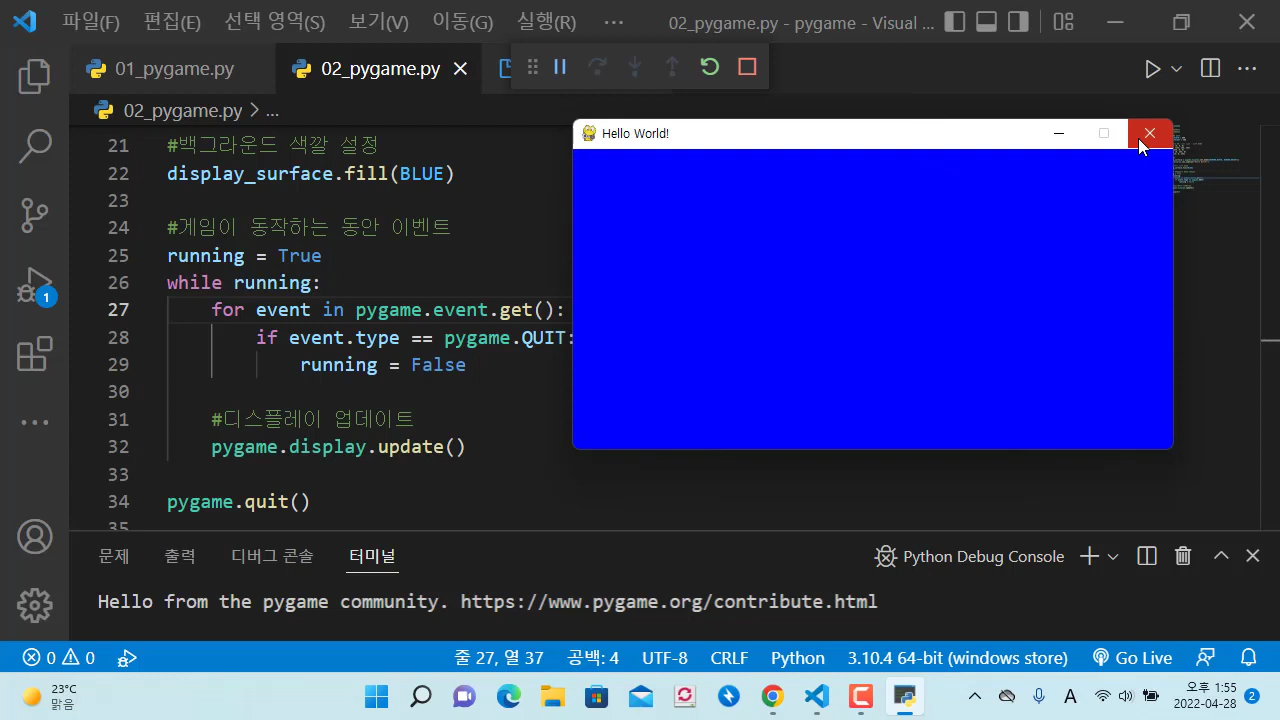 파일(F) 편집(E) 선택 영역(S) 보기(V) 이동(G) 실행(R) ··· 02_pygame.py - pygame - Visual ...
01_pygame.py 02_pygame.py
02_pygame.py > ...
Hello World!
21 #백그라운드 색깔 설정
22 display_surface.fill(BLUE)
23
24 #게임이 동작하는 동안 이벤트
25 running = True
26 while running:
27 for event in pygame.event.get():
28 if event.type == pygame.QUIT:
29 running = False
30
31 #디스플레이 업데이트
32 pygame.display.update()
33
34 pygame.quit()
35
문제 출력 디버그 콘솔 터미널 Python Debug Console
Hello from the pygame community. https://www.pygame.org/contribute.html
1
0 0 줄 27, 열 37 공백: 4 UTF-8 CRLF Python 3.10.4 64-bit (windows store) Go Live
23°C
맑음
A 오후 1:55
2022-04-28 2